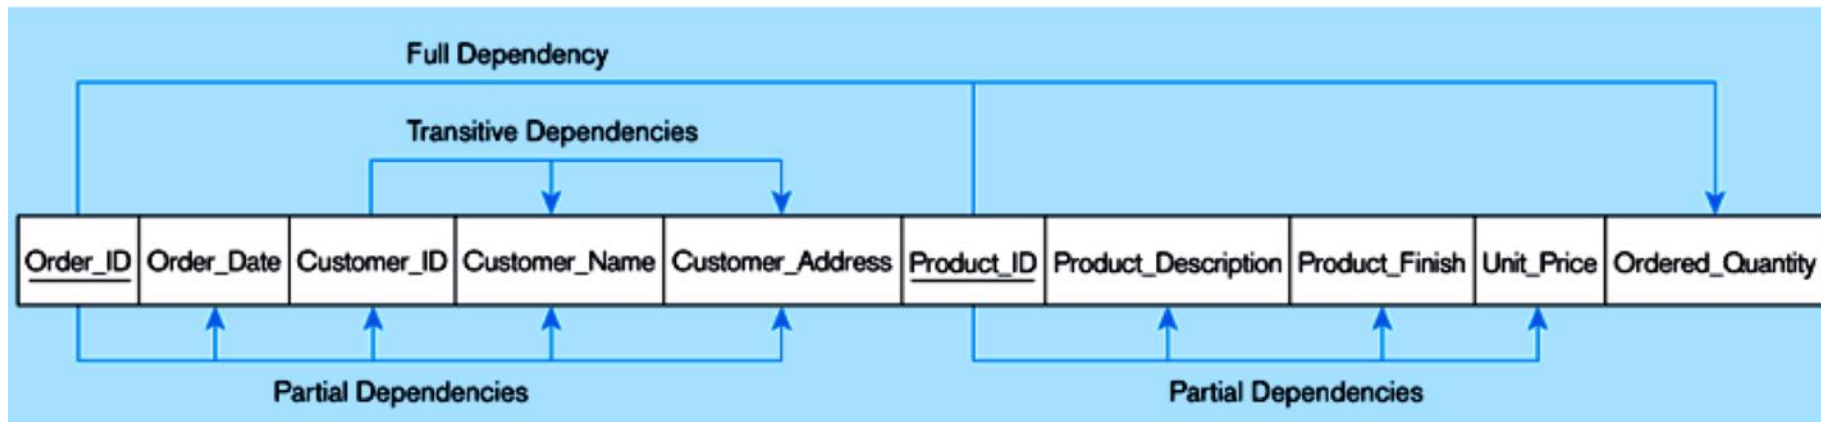 Full Dependency
Transitive Dependencies
Order_ID Order_Date Customer_ID Customer_Name Customer_Address Product_ID Product_Description Product_Finish Unit_Price Ordered_Quantity
Partial Dependencies Partial Dependencies